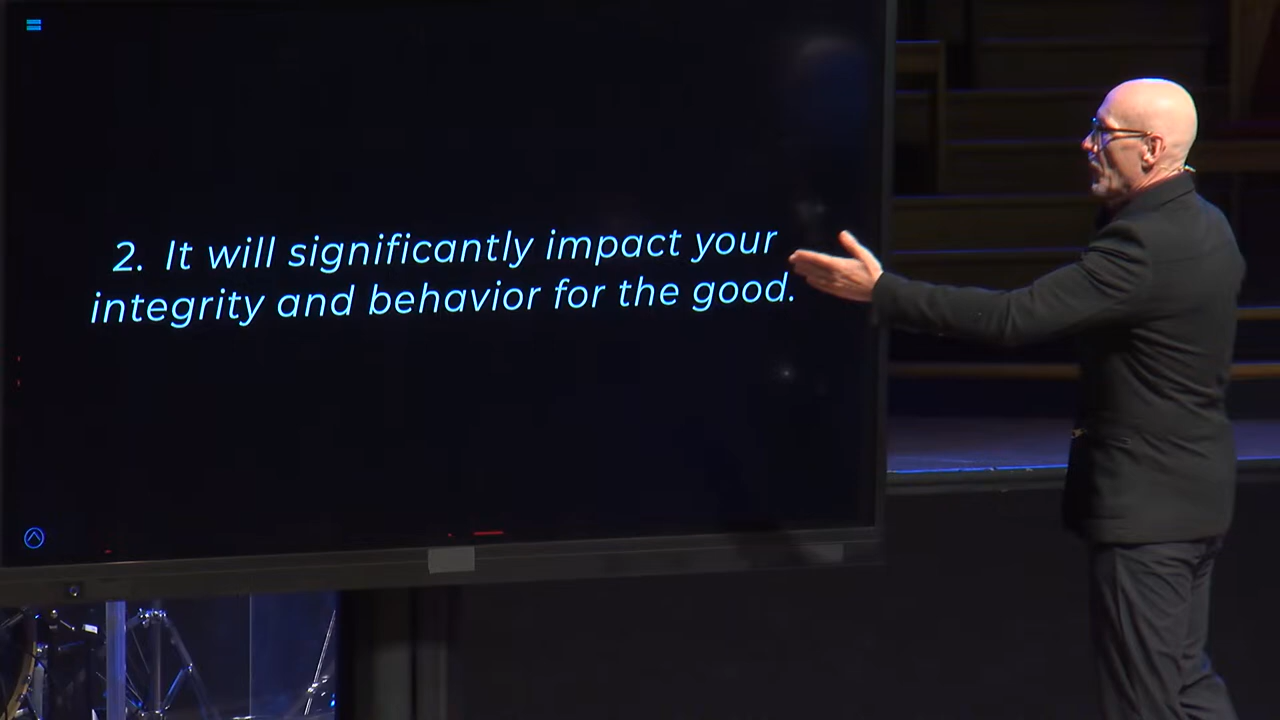 2. It will significantly impact your
integrity and behavior for the good.